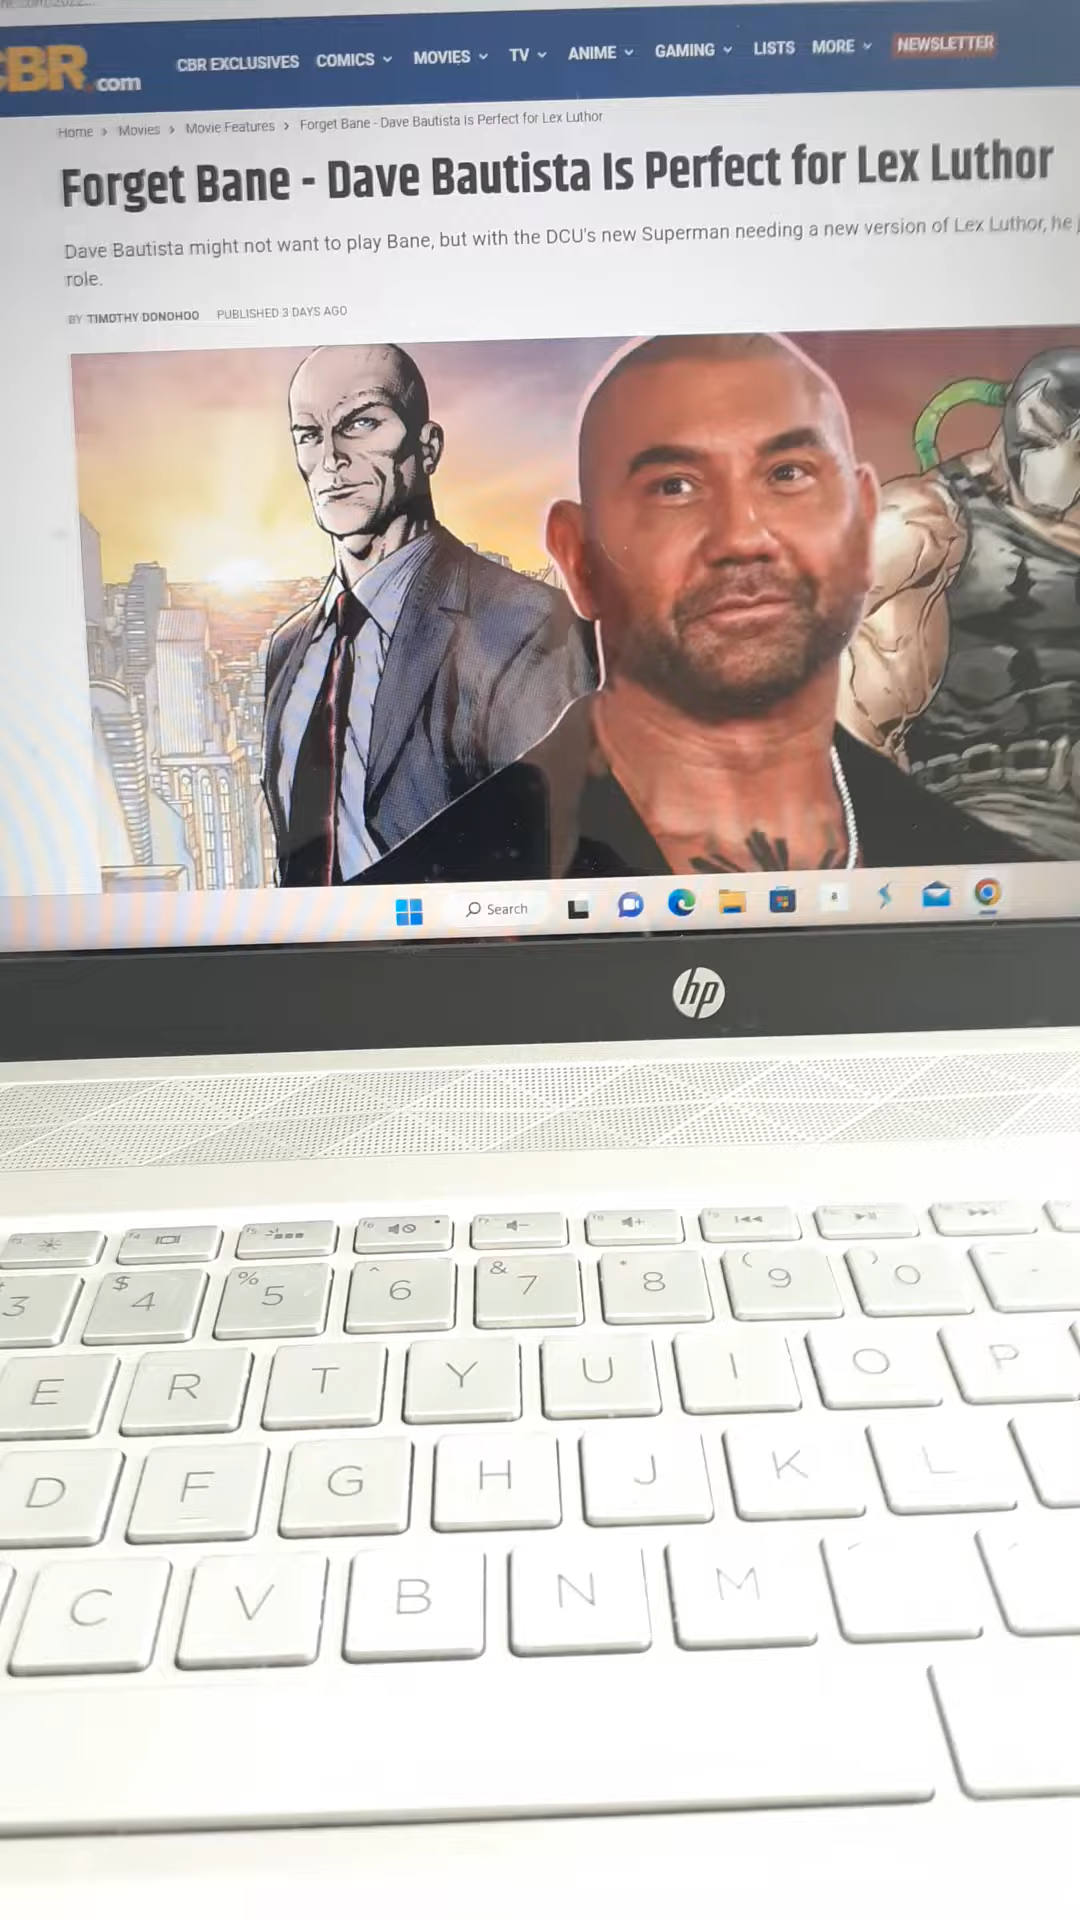 CBR.com
CBR EXCLUSIVES COMICS MOVIES TV ANIME GAMING LISTS MORE NEWSLETTER
Home > Movies > Movie Features > Forget Bane - Dave Bautista Is Perfect for Lex Luthor
Forget Bane - Dave Bautista Is Perfect for Lex Luthor
Dave Bautista might not want to play Bane, but with the DCU's new Superman needing a new version of Lex Luthor, he
role.
BY TIMOTHY DONOHOO PUBLISHED 3 DAYS AGO
Search
hp
3 $ 4 % 5 ^ 6 & 7 * 8 ( 9 ) 0 -
E R T Y U I O P
D F G H J K L
C V B N M